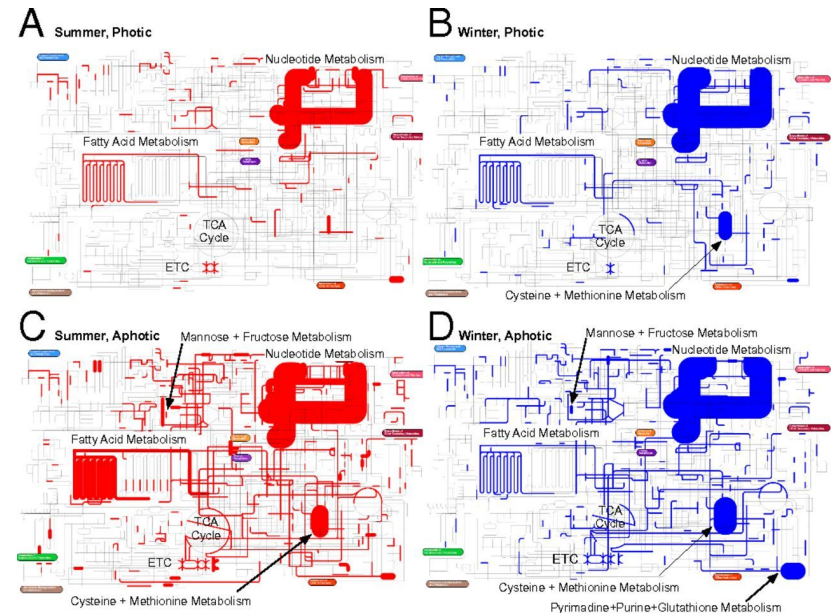 A Summer, Photic
Nucleotide Metabolism
Fatty Acid Metabolism
TCA
Cycle
ETC
B Winter, Photic
Nucleotide Metabolism
Fatty Acid Metabolism
TCA
Cycle
ETC
Cysteine + Methionine Metabolism
C Summer, Aphotic
Mannose + Fructose Metabolism
Nucleotide Metabolism
Fatty Acid Metabolism
TCA
Cycle
ETC
Cysteine + Methionine Metabolism
D Winter, Aphotic
Mannose + Fructose Metabolism
Nucleotide Metabolism
Fatty Acid Metabolism
TCA
Cycle
ETC
Cysteine + Methionine Metabolism
Pyrimadine+Purine+Glutathione Metabolism